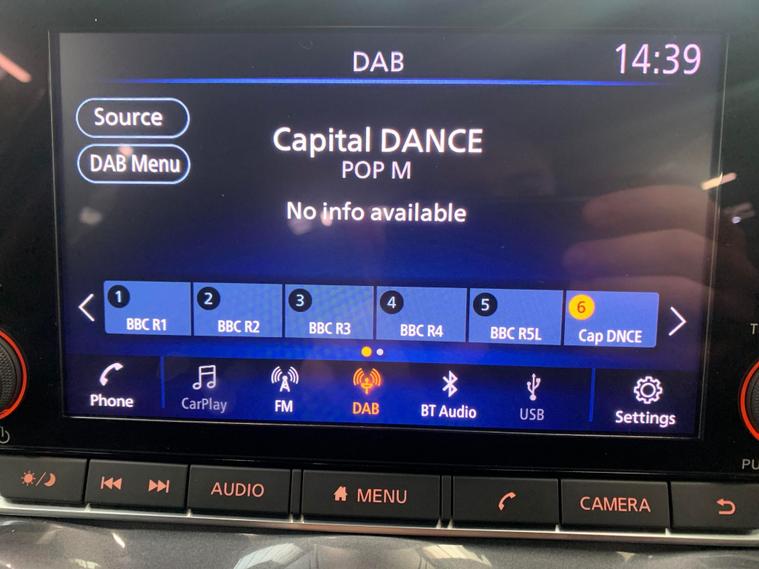 DAB
14:39
Source
DAB Menu
Capital DANCE
POP M
No info available
1
BBC R1
2
BBC R2
3
BBC R3
4
BBC R4
5
BBC R5L
6
Cap DNCE
Phone
CarPlay
FM
DAB
BT Audio
USB
Settings
AUDIO
MENU
CAMERA